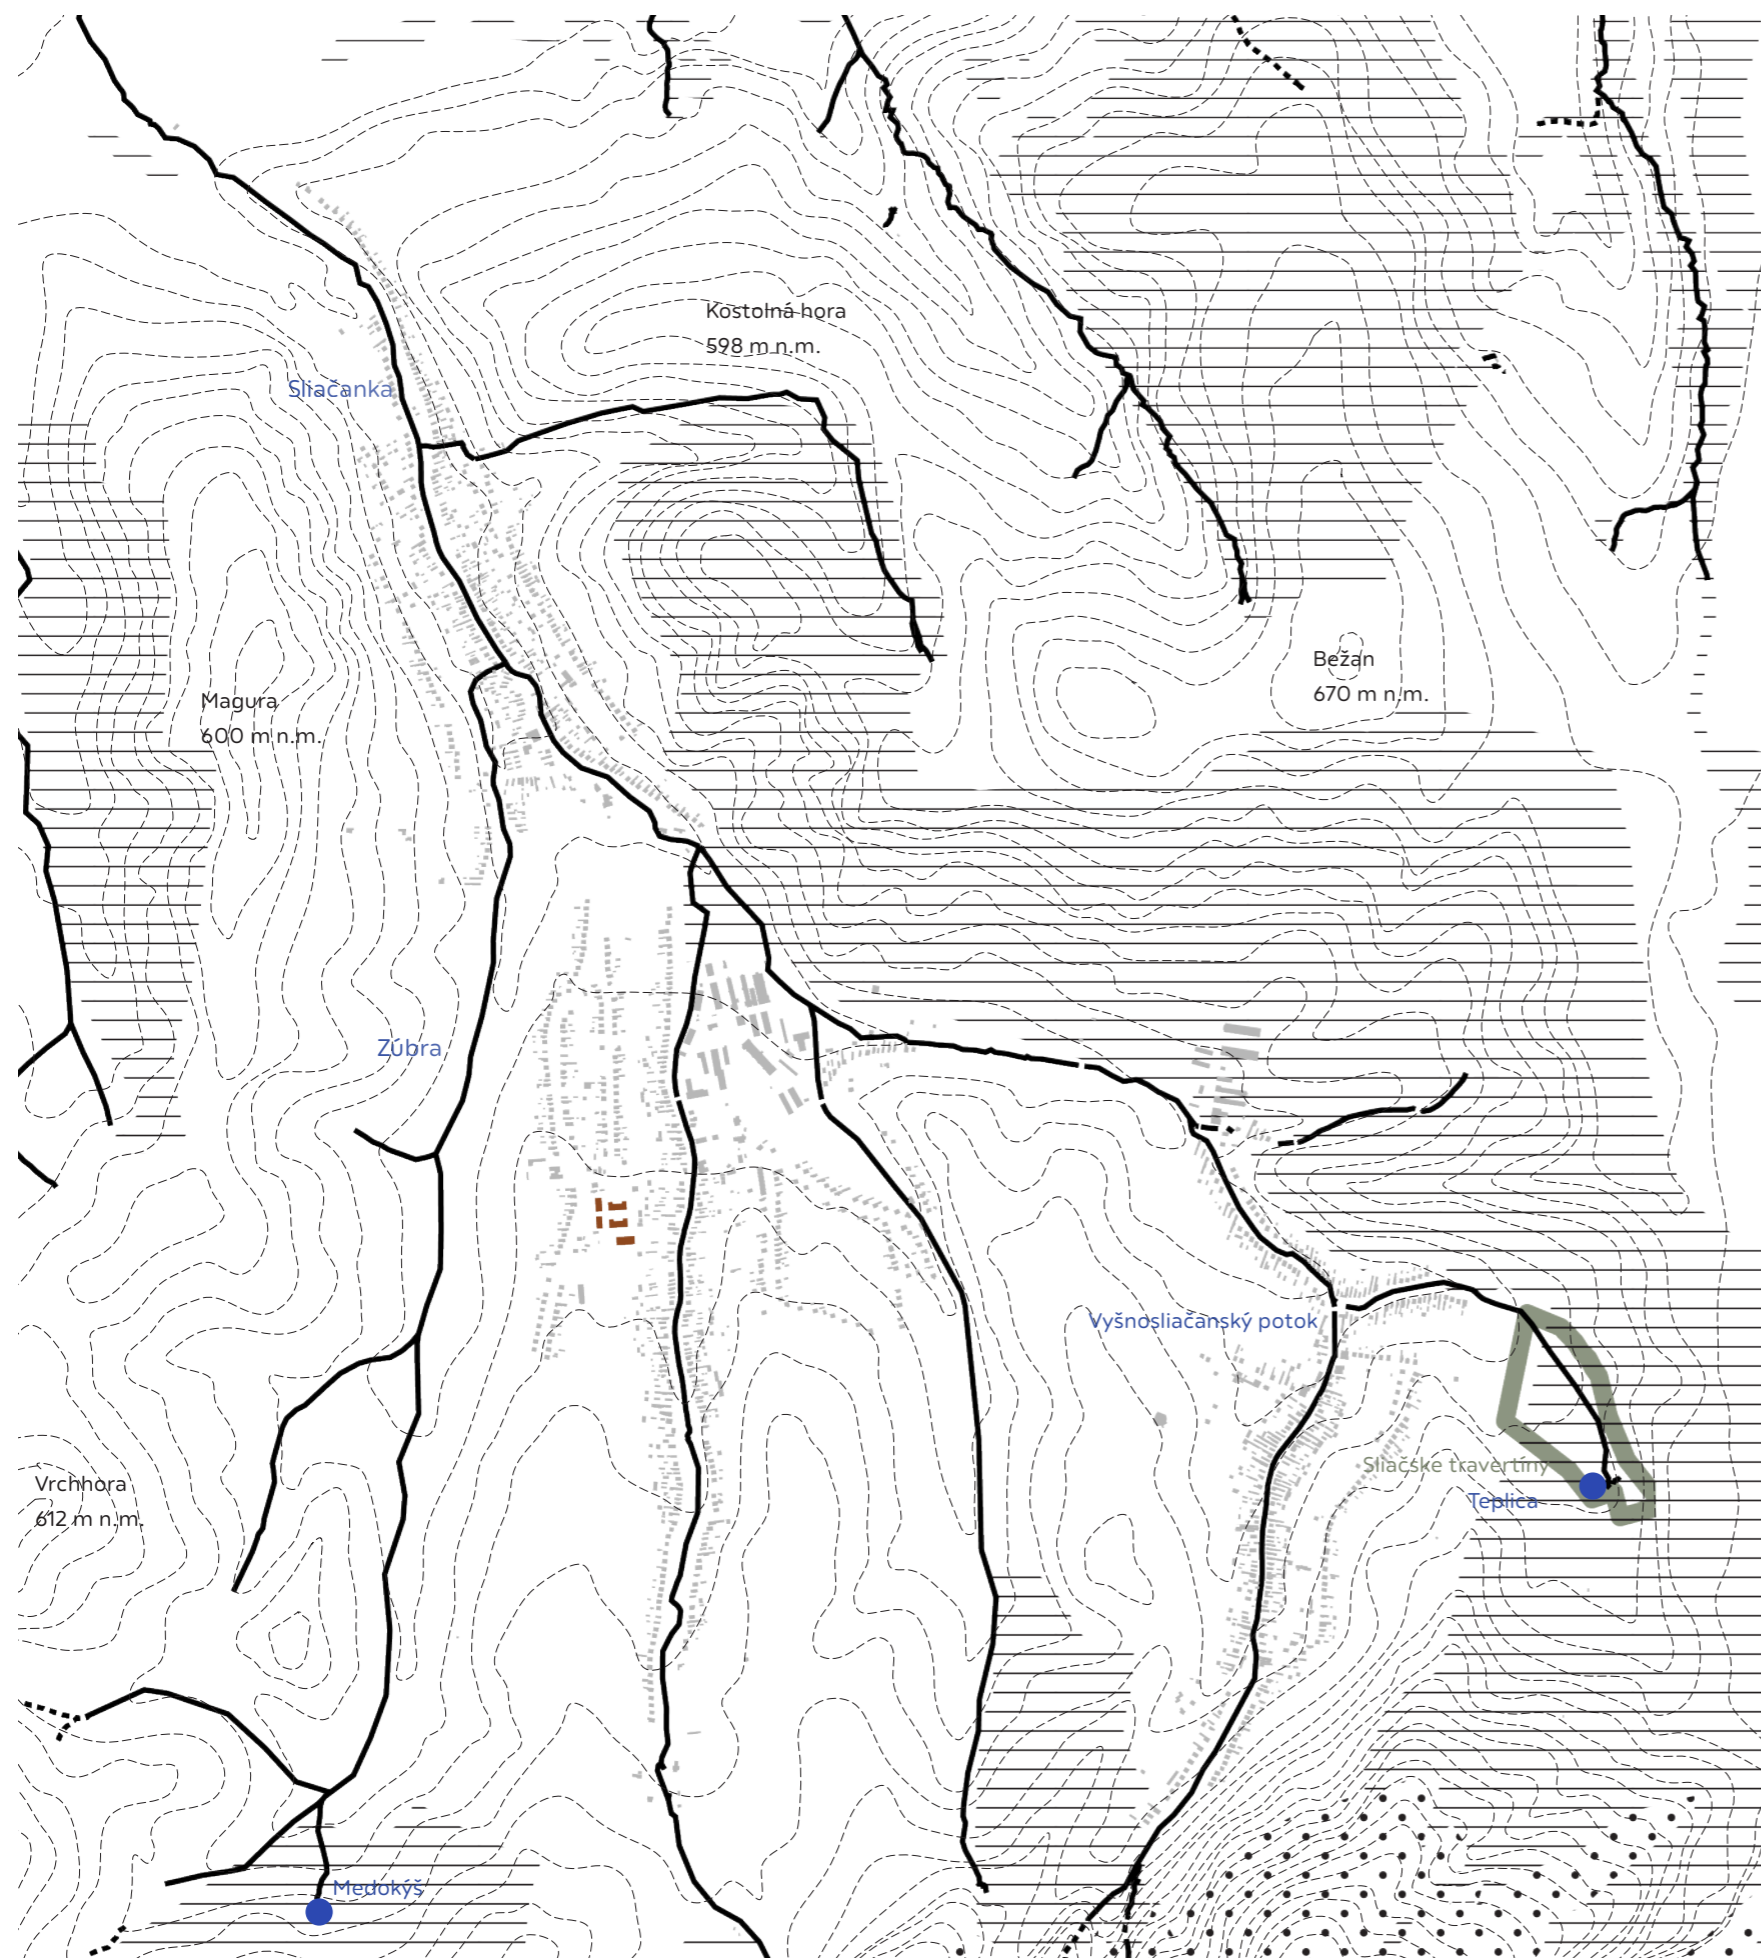 Kostolná hora
598 m n.m.
Sliačanka
Bežan
670 m n.m.
Magura
600 m n.m.
Zúbra
Vyšnosliačanský potok
Sliačske travertíny
Teplica
Vrchhora
612 m n.m.
Medokýš